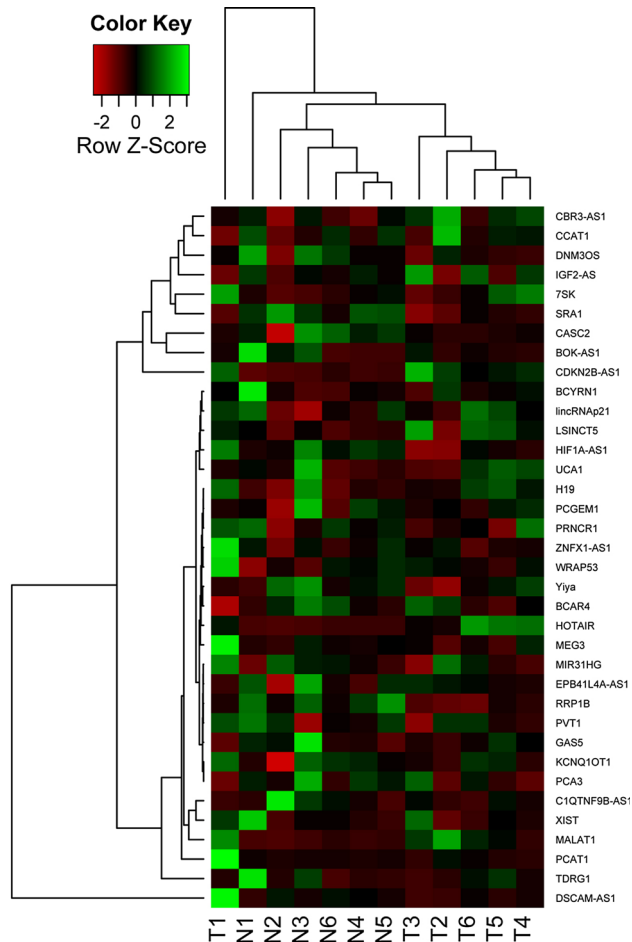 Color Key
-2 0 2
Row Z-Score
CBR3-AS1
CCAT1
DNM3OS
IGF2-AS
7SK
SRA1
CASC2
BOK-AS1
CDKN2B-AS1
BCYRN1
lincRNAp21
LSINCT5
HIF1A-AS1
UCA1
H19
PCGEM1
PRNCR1
ZNFX1-AS1
WRAP53
Yiya
BCAR4
HOTAIR
MEG3
MIR31HG
EPB41L4A-AS1
RRP1B
PVT1
GAS5
KCNQ1OT1
PCA3
C1QTNF9B-AS1
XIST
MALAT1
PCAT1
TDRG1
DSCAM-AS1
T1 N1 N2 N3 N6 N4 N5 T3 T2 T6 T5 T4